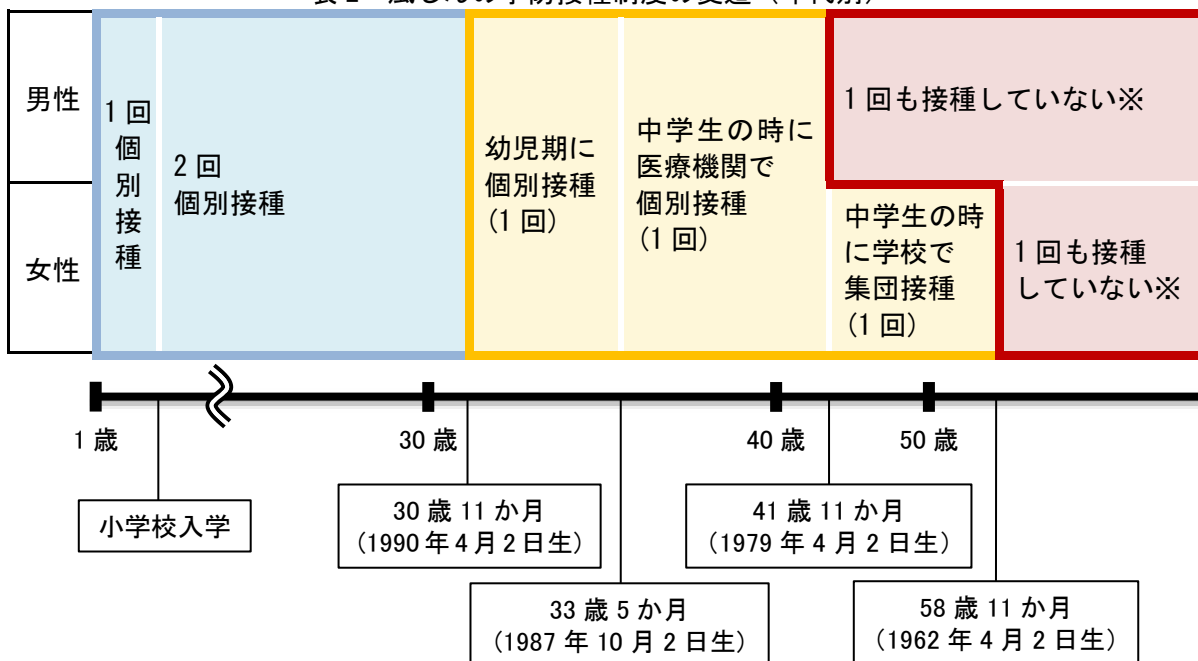 男性
女性
1回
個
別
接
種
2回
個別接種
幼児期に
個別接種
(1回)
中学生の時に
医療機関で
個別接種
(1回)
1回も接種していない※
中学生の時
に学校で
集団接種
(1回)
1回も接種
していない※
1歳
30歳
40歳
50歳
小学校入学
30歳11か月
(1990年4月2日生)
41歳11か月
(1979年4月2日生)
33歳5か月
(1987年10月2日生)
58歳11か月
(1962年4月2日生)